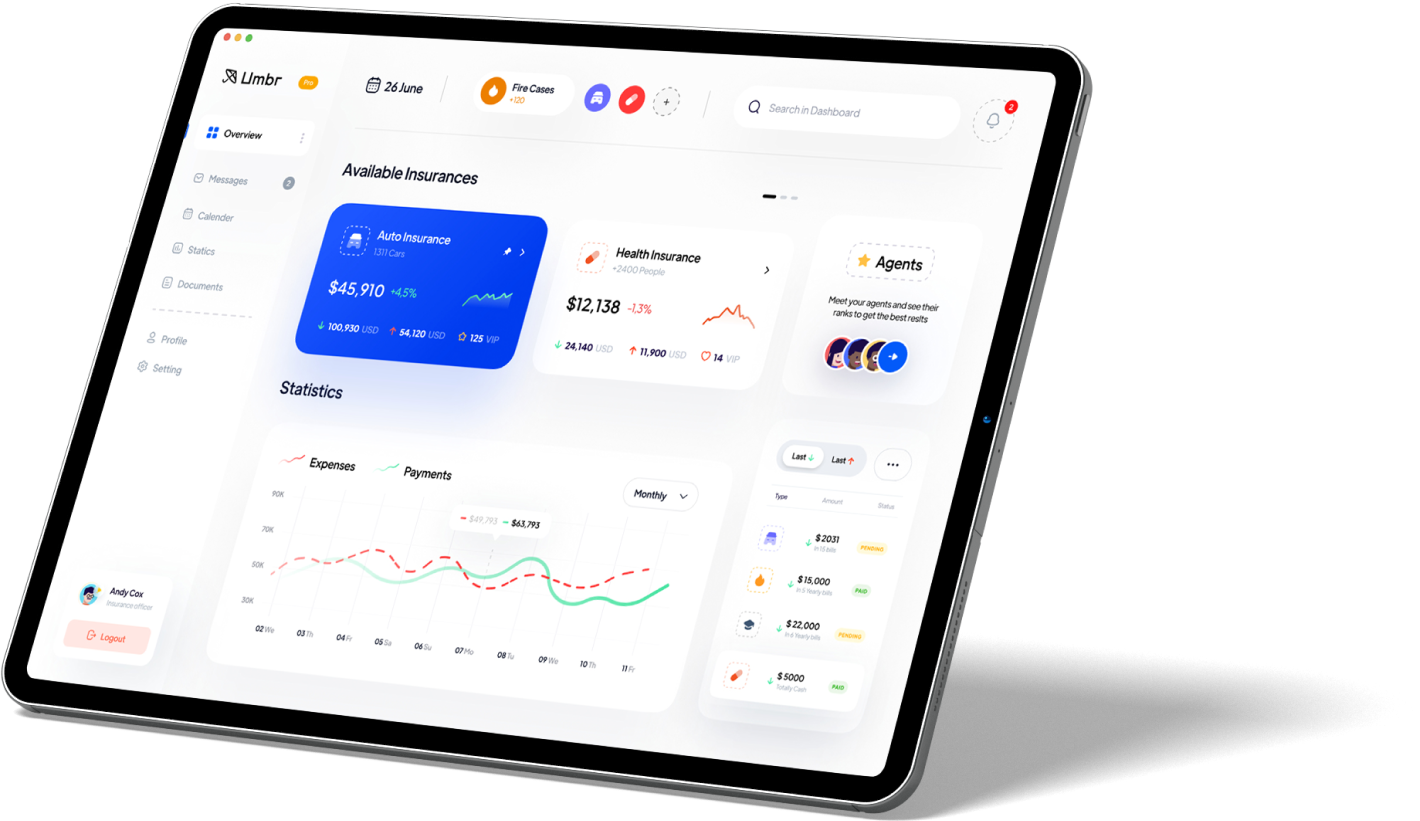 Umbr
Pro
26 June
Fire Cases
+120
+
Search in Dashboard
2
Overview
Messages
2
Calender
Statics
Documents
Profile
Setting
Andy Cox
Insurance officer
Logout
Available Insurances
Auto Insurance
1311 Cars
$45,910 +4,5%
100,930 USD 54,120 USD 125 VIP
Health Insurance
+2400 People
$12,138 -1,3%
24,140 USD 11,900 USD 14 VIP
Agents
Meet your agents and see their
ranks to get the best reslts
Statistics
Expenses Payments
Monthly
$49,793 $63,793
90K
70K
50K
30K
02 We 03 Th 04 Fr 05 Sa 06 Su 07 Mo 08 Tu 09 We 10 Th 11 Fr
Last Last
Type Amount Status
$2031
In 15 bills
PENDING
$15,000
In 5 Yearly bills
PAID
$22,000
In 6 Yearly bills
PENDING
$5000
Totally Cash
PAID